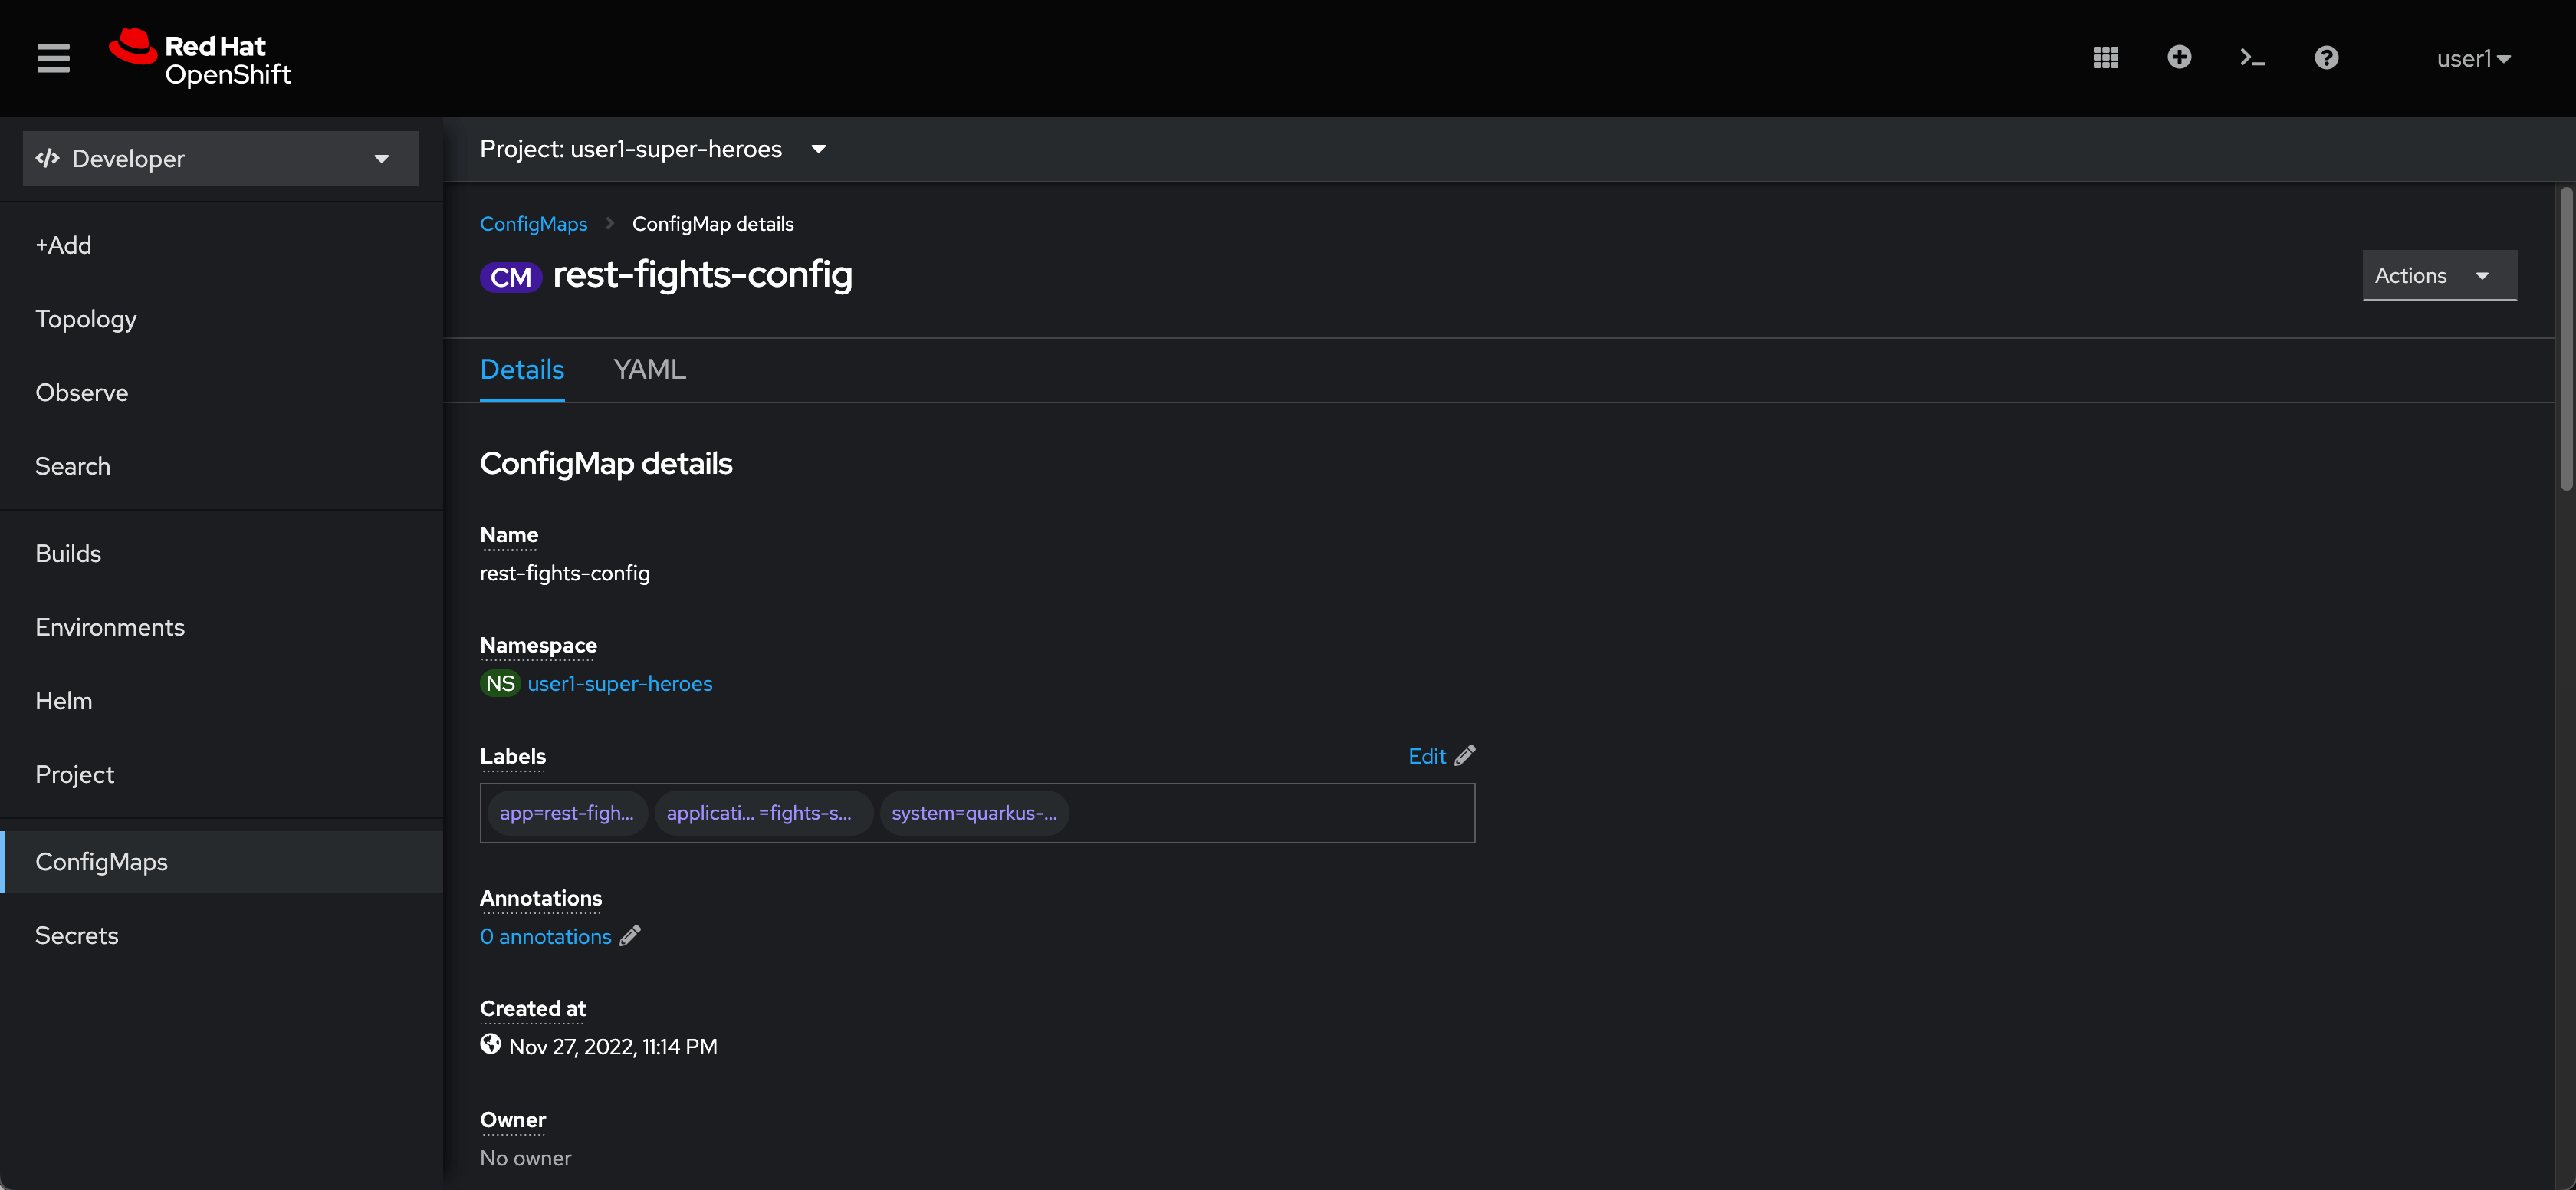 Red Hat
OpenShift
user1
Developer
+Add
Topology
Observe
Search
Builds
Environments
Helm
Project
ConfigMaps
Secrets
Project: user1-super-heroes
ConfigMaps
ConfigMap details
CM rest-fights-config
Actions
Details YAML
ConfigMap details
Name
rest-fights-config
Namespace
NS user1-super-heroes
Labels
Edit
app=rest-figh... applicati... =fights-s... system=quarkus-...
Annotations
0 annotations
Created at
Nov 27, 2022, 11:14 PM
Owner
No owner